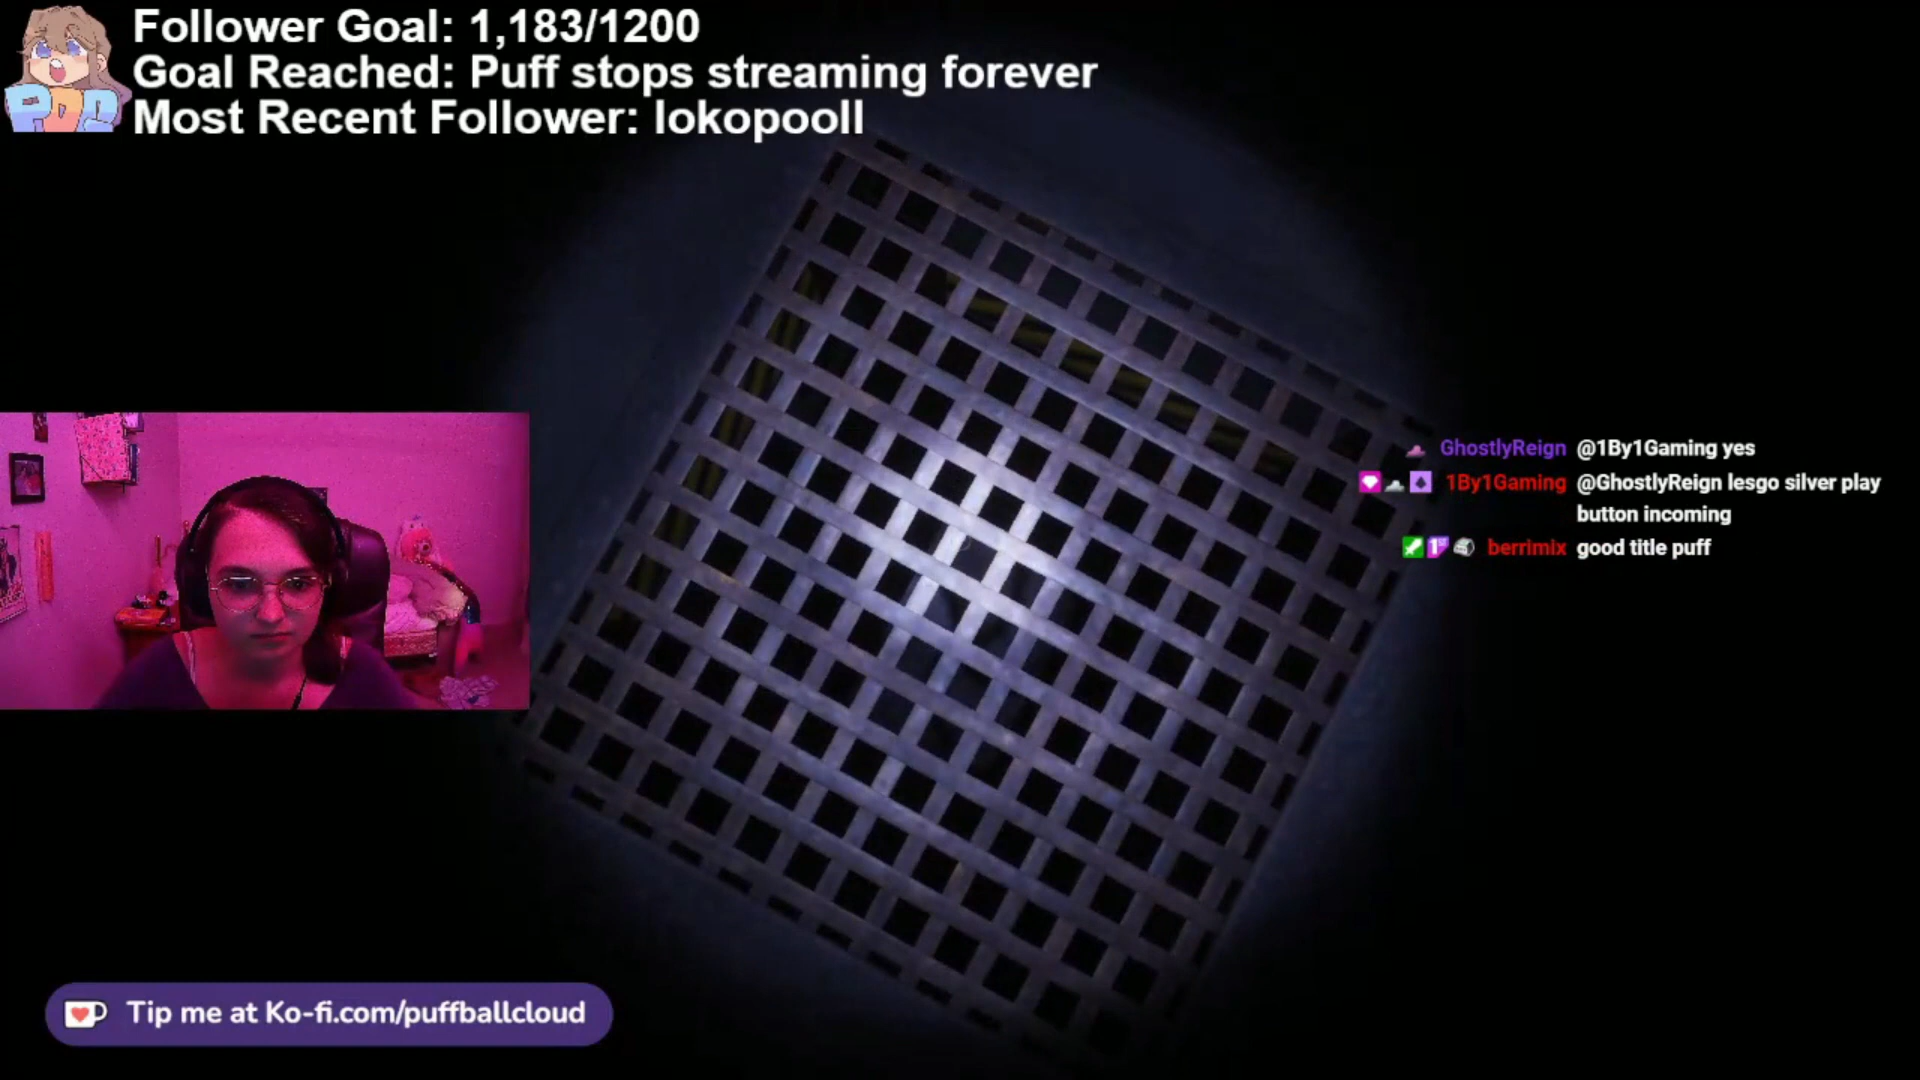 Follower Goal: 1,183/1200
Goal Reached: Puff stops streaming forever
Most Recent Follower: lokopooll
PDC
GhostlyReign @1By1Gaming yes
1By1Gaming @GhostlyReign lesgo silver play
button incoming
berrimix good title puff
Tip me at Ko-fi.com/puffballcloud